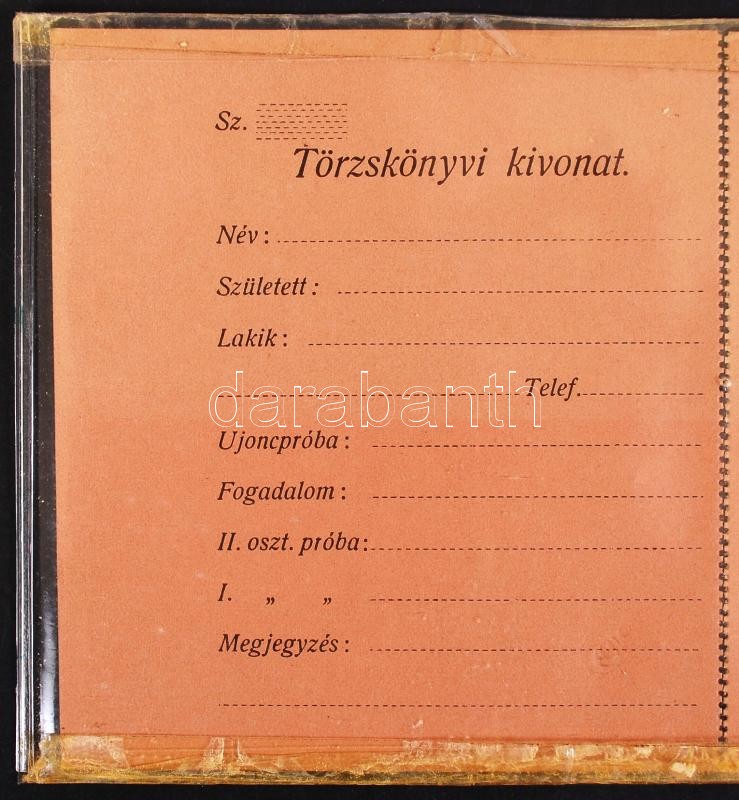 Sz.
Törzskönyvi kivonat.
Név:
Született:
Lakik:
Telef.
darabanth
Ujoncpróba:
Fogadalom:
II. oszt. próba:
I. „ „
Megjegyzés: